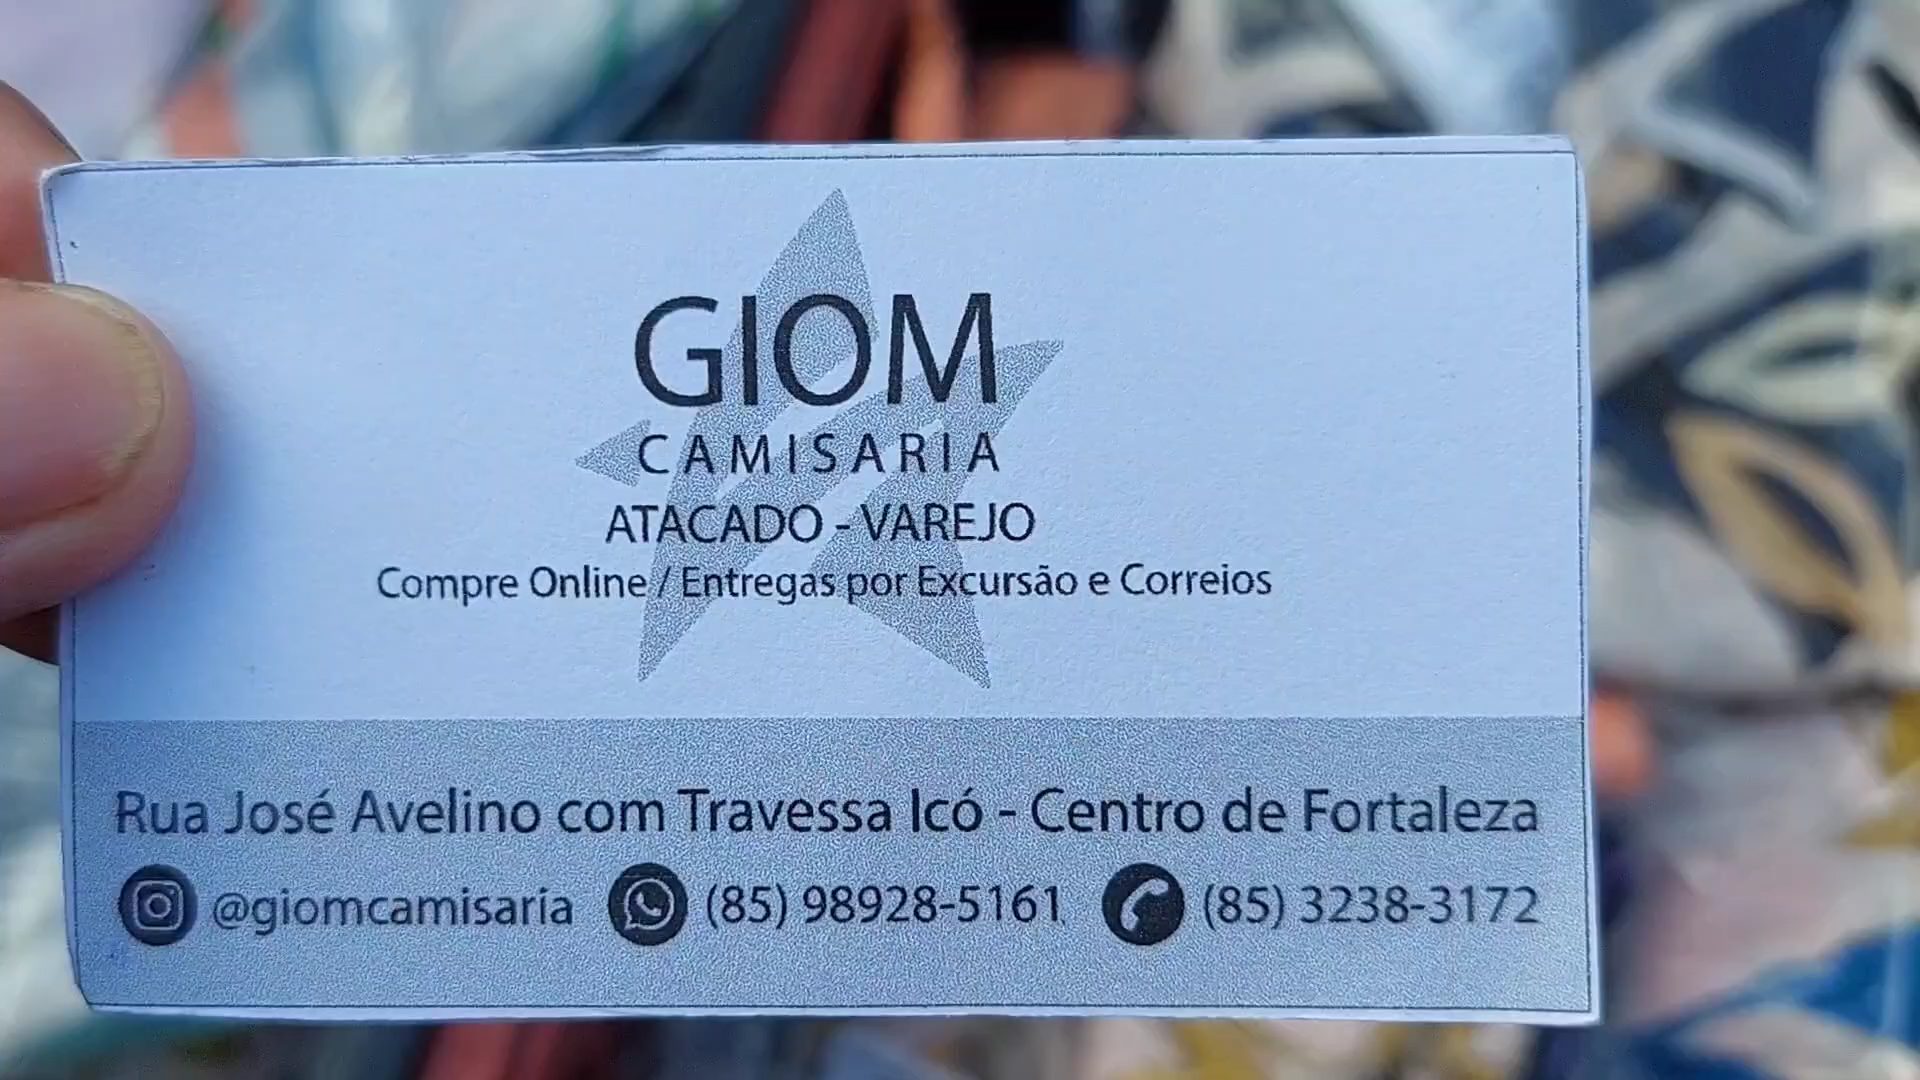 GIOM
CAMISARIA
ATACADO - VAREJO
Compre Online / Entregas por Excursão e Correios
Rua José Avelino com Travessa Icó - Centro de Fortaleza
@giomcamisaria (85) 98928-5161 (85) 3238-3172